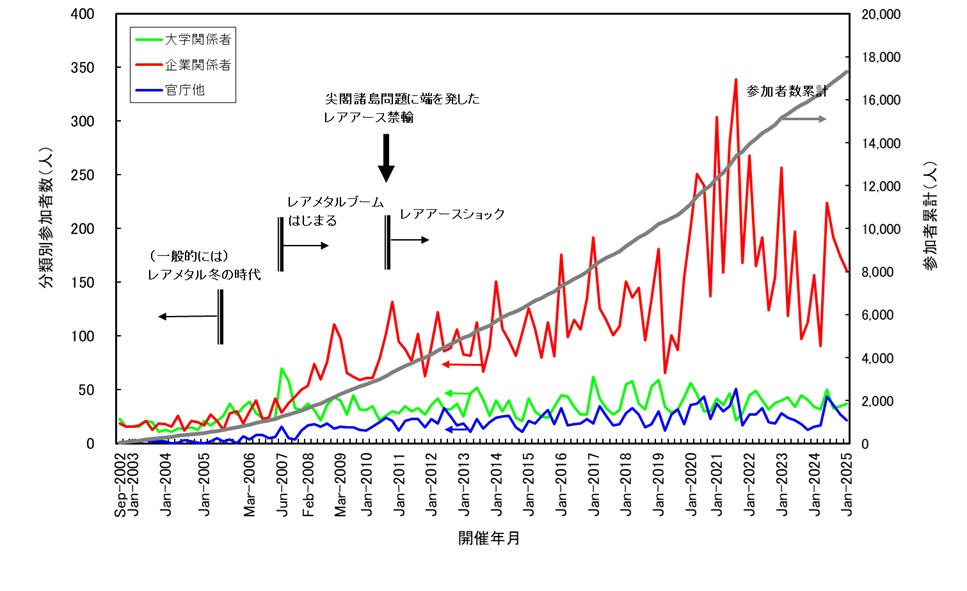 400
350
300
250
200
150
100
50
0
分類別参加者数(人)
大学関係者
企業関係者
官庁他
尖閣諸島問題に端を発した
レアアース禁輸
レアメタルブーム
はじまる
レアアースショック
(一般的には)
レアメタル冬の時代
参加者数累計
20,000
18,000
16,000
14,000
12,000
10,000
8,000
6,000
4,000
2,000
0
参加者累計(人)
Sep-2002
Jan-2003
Jan-2004
Jan-2005
Mar-2006
Jun-2007
Feb-2008
Mar-2009
Jan-2010
Jan-2011
Jan-2012
Jan-2013
Jan-2014
Jan-2015
Jan-2016
Jan-2017
Jan-2018
Jan-2019
Jan-2020
Jan-2021
Jan-2022
Jan-2023
Jan-2024
Jan-2025
開催年月